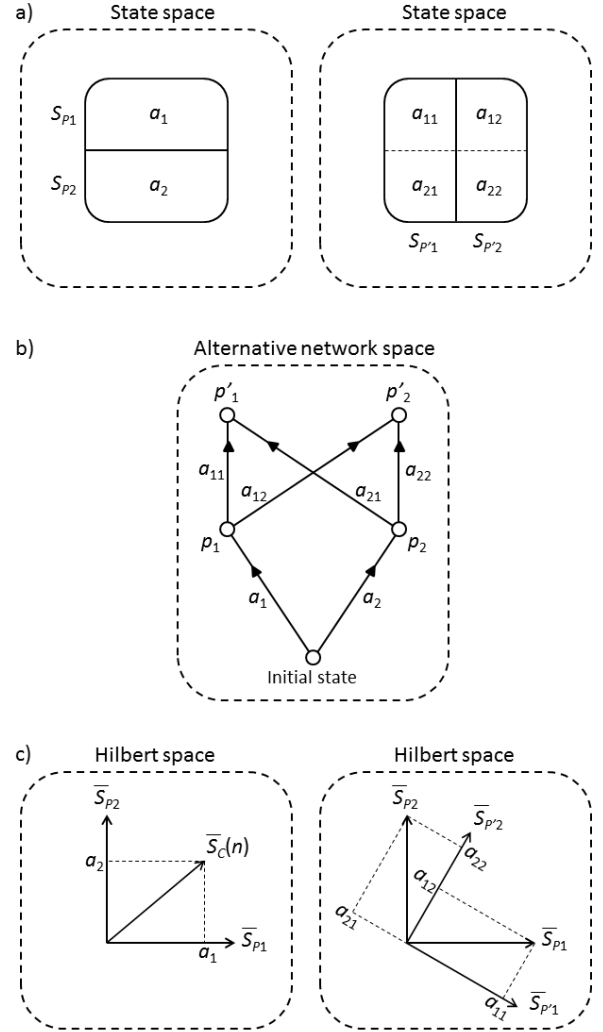 a)
State space
State space
S_P1
a_1
a_11
a_12
S_P2
a_2
a_21
a_22
S_P'1
S_P'2
b)
Alternative network space
p'_1
p'_2
a_11
a_12
a_21
a_22
p_1
p_2
a_1
a_2
Initial state
c)
Hilbert space
Hilbert space
S̅_P2
S̅_P2
S̅_P'2
S̅_C(n)
a_2
a_22
a_12
a_21
S̅_P1
S̅_P1
a_1
S̅_P'1
a_11